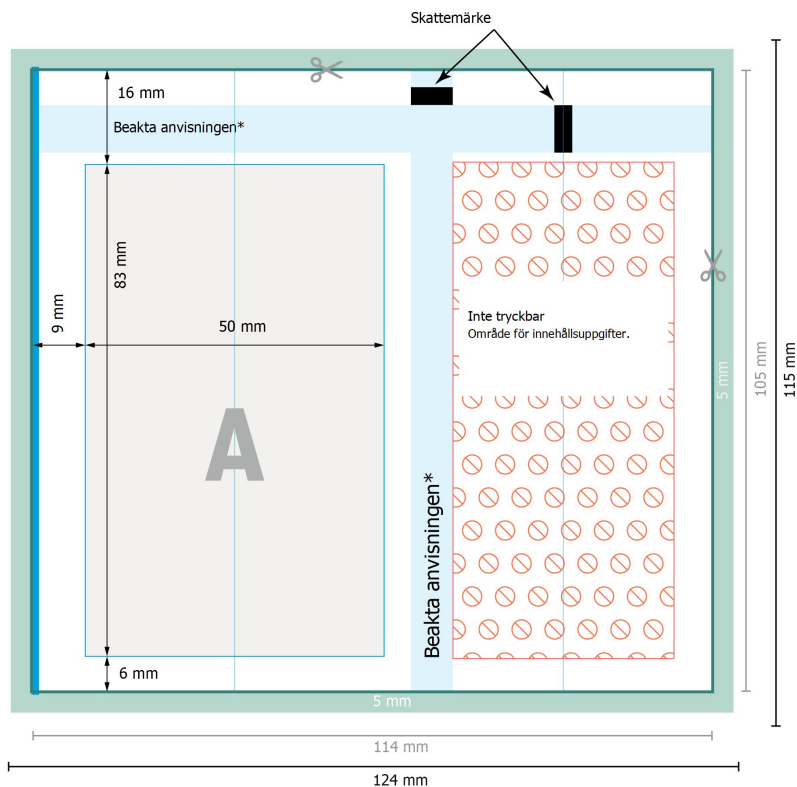 Skattemärke
16 mm
Beakta anvisningen*
83 mm
9 mm
50 mm
Inte tryckbar
Område för innehållsuppgifter.
A
Beakta anvisningen*
6 mm
5 mm
5 mm
105 mm
115 mm
114 mm
124 mm